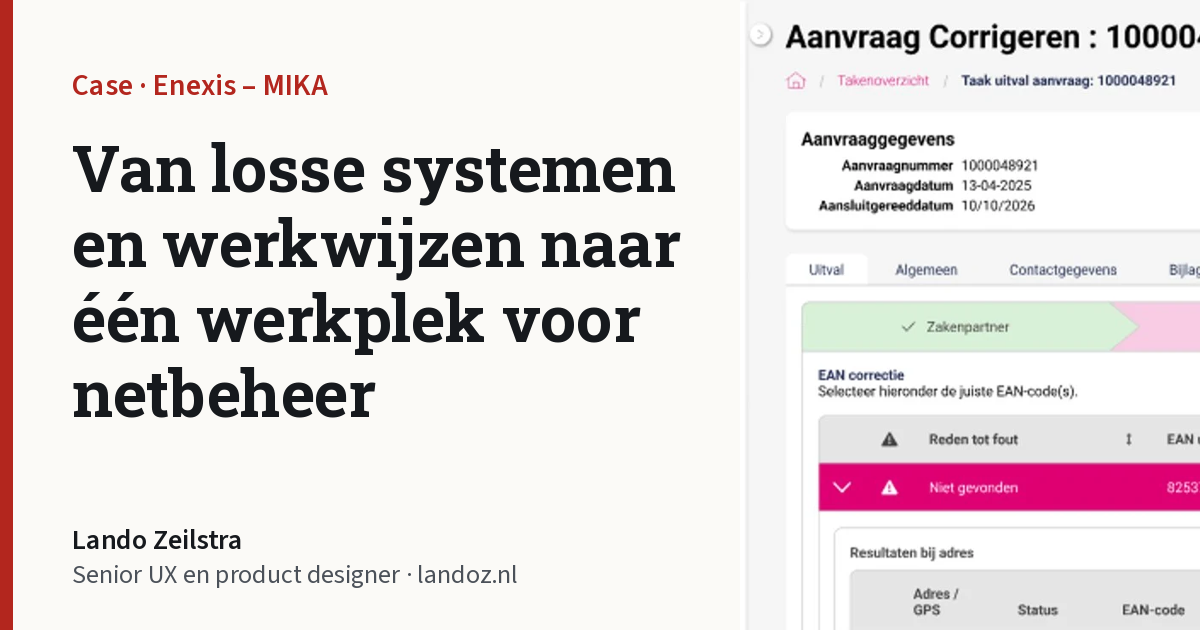 Case · Enexis – MIKA
Van losse systemen
en werkwijzen naar
één werkplek voor
netbeheer
Lando Zeilstra
Senior UX en product designer · landoz.nl
Aanvraag Corrigeren : 10000
/ Takenoverzicht / Taak uitval aanvraag: 1000048921
Aanvraaggegevens
Aanvraagnummer 1000048921
Aanvraagdatum 13-04-2025
Aansluitgereeddatum 10/10/2026
Uitval Algemeen Contactgegevens
Zakenpartner
EAN correctie
Selecteer hieronder de juiste EAN-code(s).
Reden tot fout EAN
Niet gevonden 8253
Resultaten bij adres
Adres /
GPS Status EAN-code